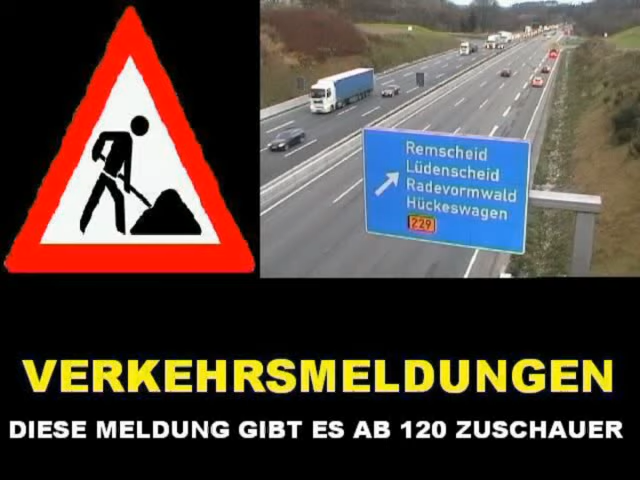 Remscheid
Lüdenscheid
Radevormwald
Hückeswagen
229
VERKEHRSMELDUNGEN
DIESE MELDUNG GIBT ES AB 120 ZUSCHAUER